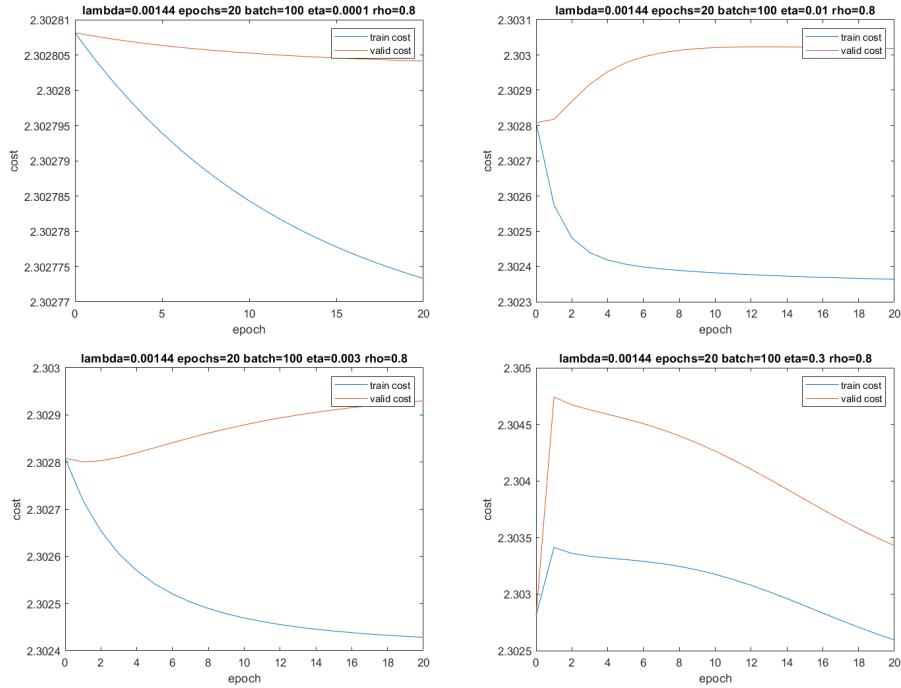 lambda=0.00144 epochs=20 batch=100 eta=0.0001 rho=0.8
2.30281
2.302805
2.3028
2.302795
2.30279
2.302785
2.30278
2.302775
2.30277
cost
train cost
valid cost
0 5 10 15 20
epoch
lambda=0.00144 epochs=20 batch=100 eta=0.01 rho=0.8
2.3031
2.303
2.3029
2.3028
2.3027
2.3026
2.3025
2.3024
2.3023
cost
train cost
valid cost
0 2 4 6 8 10 12 14 16 18 20
epoch
lambda=0.00144 epochs=20 batch=100 eta=0.003 rho=0.8
2.303
2.3029
2.3028
2.3027
2.3026
2.3025
2.3024
cost
train cost
valid cost
0 2 4 6 8 10 12 14 16 18 20
epoch
lambda=0.00144 epochs=20 batch=100 eta=0.3 rho=0.8
2.305
2.3045
2.304
2.3035
2.303
2.3025
cost
train cost
valid cost
0 2 4 6 8 10 12 14 16 18 20
epoch